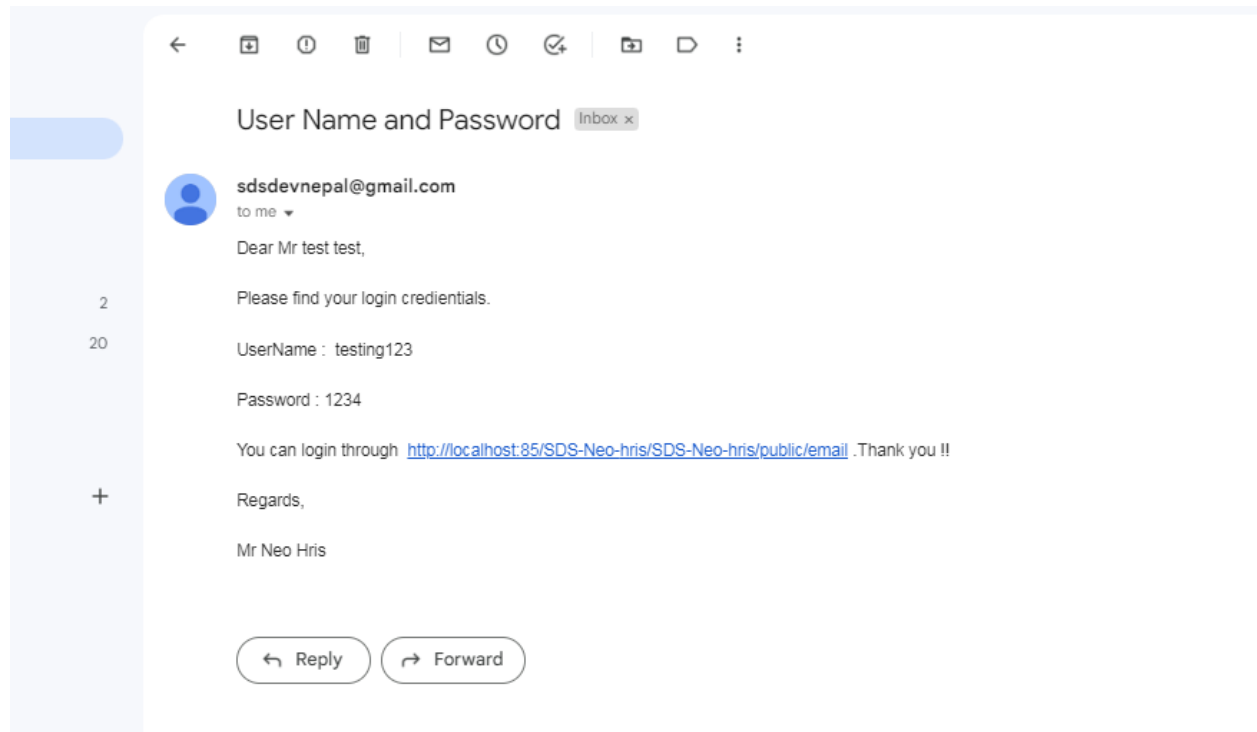 User Name and Password Inbox x
sdsdevnepal@gmail.com
to me
Dear Mr test test,
Please find your login credientials.
2
20
UserName :  testing123
Password : 1234
You can login through  http://localhost:85/SDS-Neo-hris/SDS-Neo-hris/public/email .Thank you !!
Regards,
Mr Neo Hris
Reply Forward